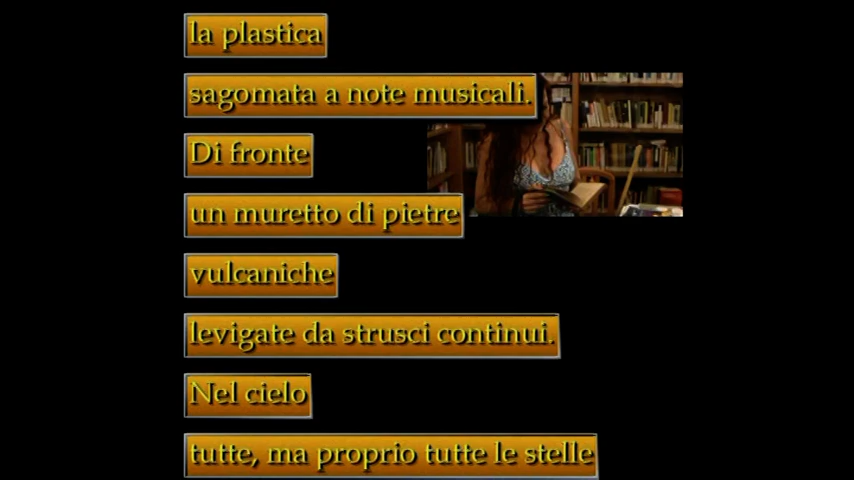 la plastica
sagomata a note musicali.
Di fronte
un muretto di pietre
vulcaniche
levigate da strusci continui.
Nel cielo
tutte, ma proprio tutte le stelle